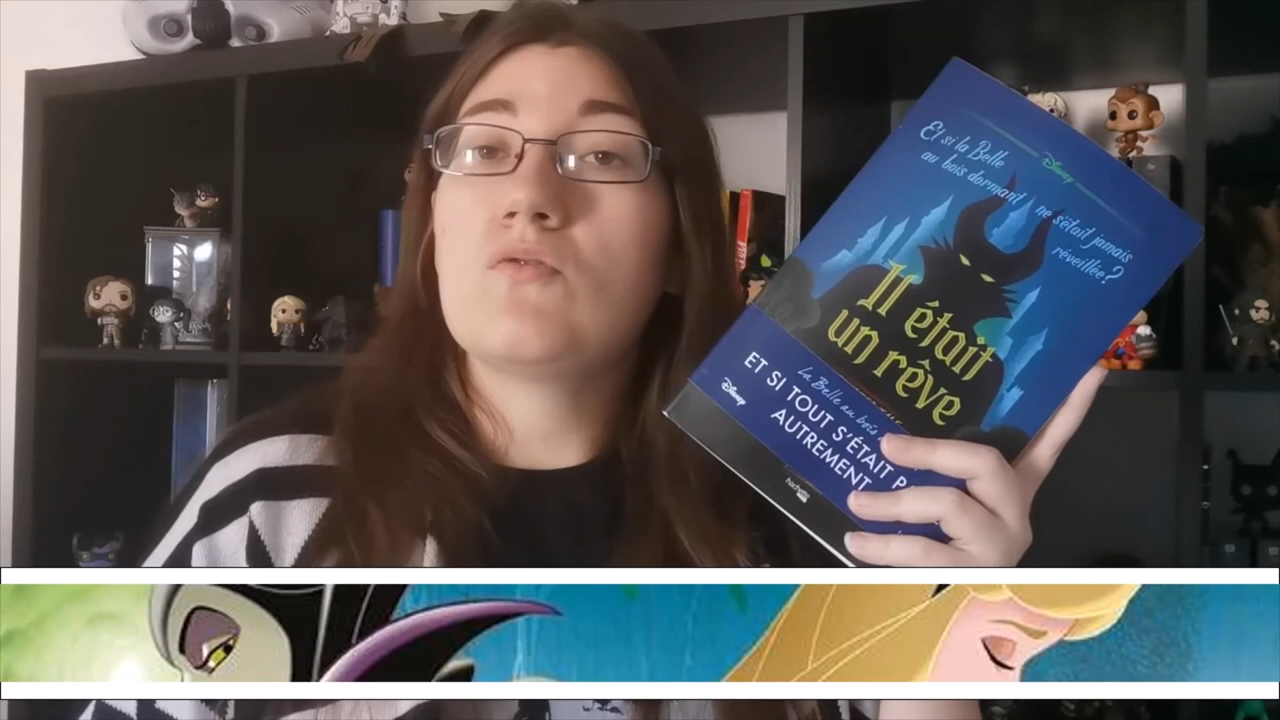 Disney
Et si la Belle
au bois dormant ne s'était jamais
réveillée?
Il était
un rêve
La Belle au bois
ET SI TOUT S'ÉTAIT P
AUTREMENT
Disney
hachette